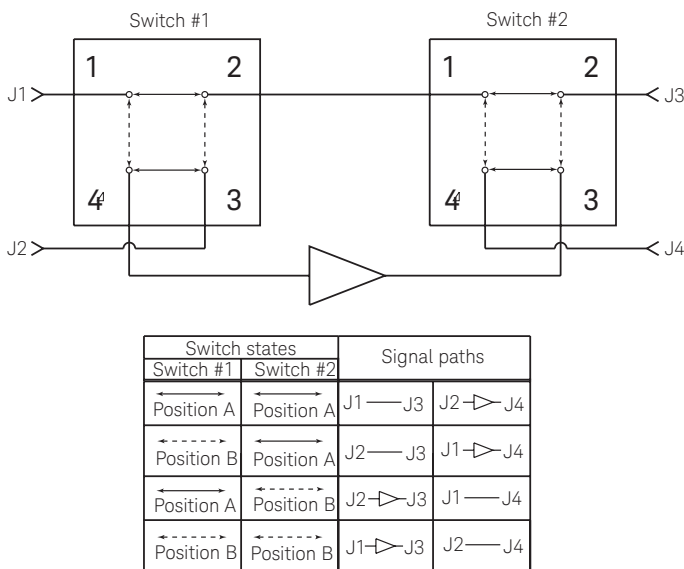 Switch #1 Switch #2
1 2 1 2
J1 J3
4 3 4 3
J2 J4
Switch states Signal paths
Switch #1 Switch #2
Position A Position A J1 J3 J2 J4
Position B Position A J2 J3 J1 J4
Position A Position B J2 J3 J1 J4
Position B Position B J1 J3 J2 J4